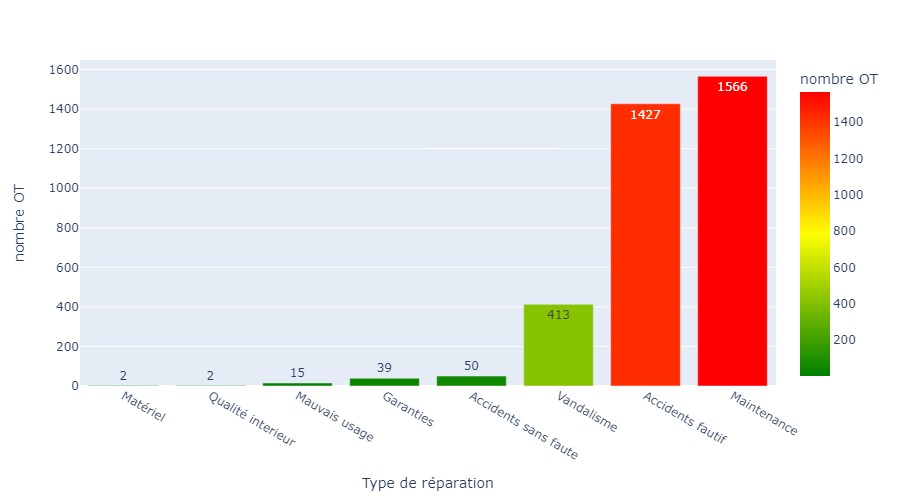 nombre OT
1600
1400
1200
1000
800
600
400
200
0
2
2
15
39
50
413
1427
1566
Matériel
Qualité interieur
Mauvais usage
Garanties
Accidents sans faute
Vandalisme
Accidents fautif
Maintenance
Type de réparation
nombre OT
1400
1200
1000
800
600
400
200